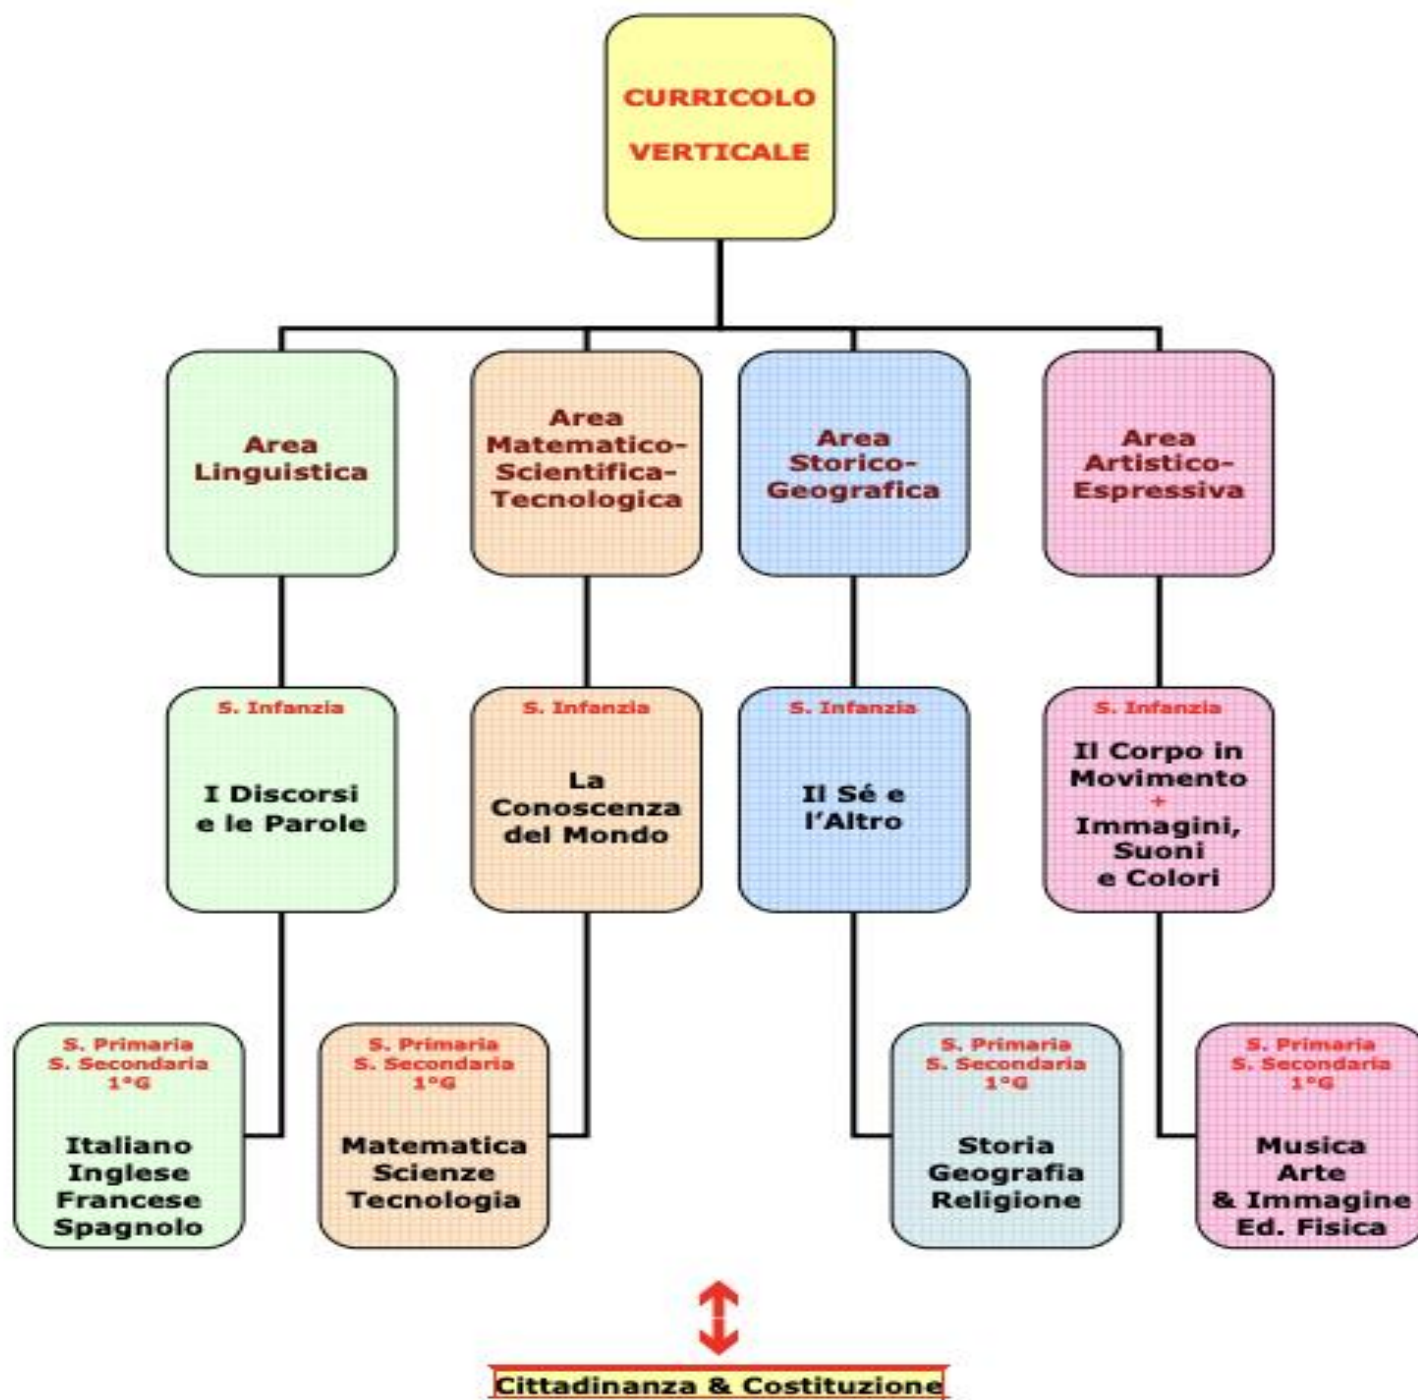 CURRICOLO
VERTICALE
Area
Linguistica
Area
Matematico-
Scientifica-
Tecnologica
Area
Storico-
Geografica
Area
Artistico-
Espressiva
S. Infanzia
I Discorsi
e le Parole
S. Infanzia
La
Conoscenza
del Mondo
S. Infanzia
Il Sé e
l'Altro
S. Infanzia
Il Corpo in
Movimento
+
Immagini,
Suoni
e Colori
S. Primaria
S. Secondaria
1°G
Italiano
Inglese
Francese
Spagnolo
S. Primaria
S. Secondaria
1°G
Matematica
Scienze
Tecnologia
S. Primaria
S. Secondaria
1°G
Storia
Geografia
Religione
S. Primaria
S. Secondaria
1°G
Musica
Arte
& Immagine
Ed. Fisica
Cittadinanza & Costituzione